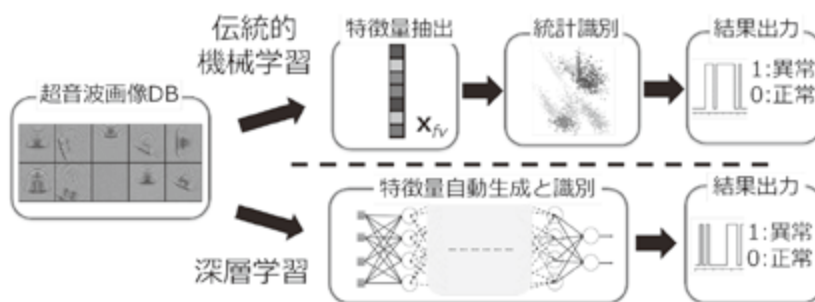 伝統的
機械学習
特徴量抽出
統計識別
結果出力
超音波画像DB
x_fv
1:異常
0:正常
特徴量自動生成と識別
結果出力
深層学習
1:異常
0:正常